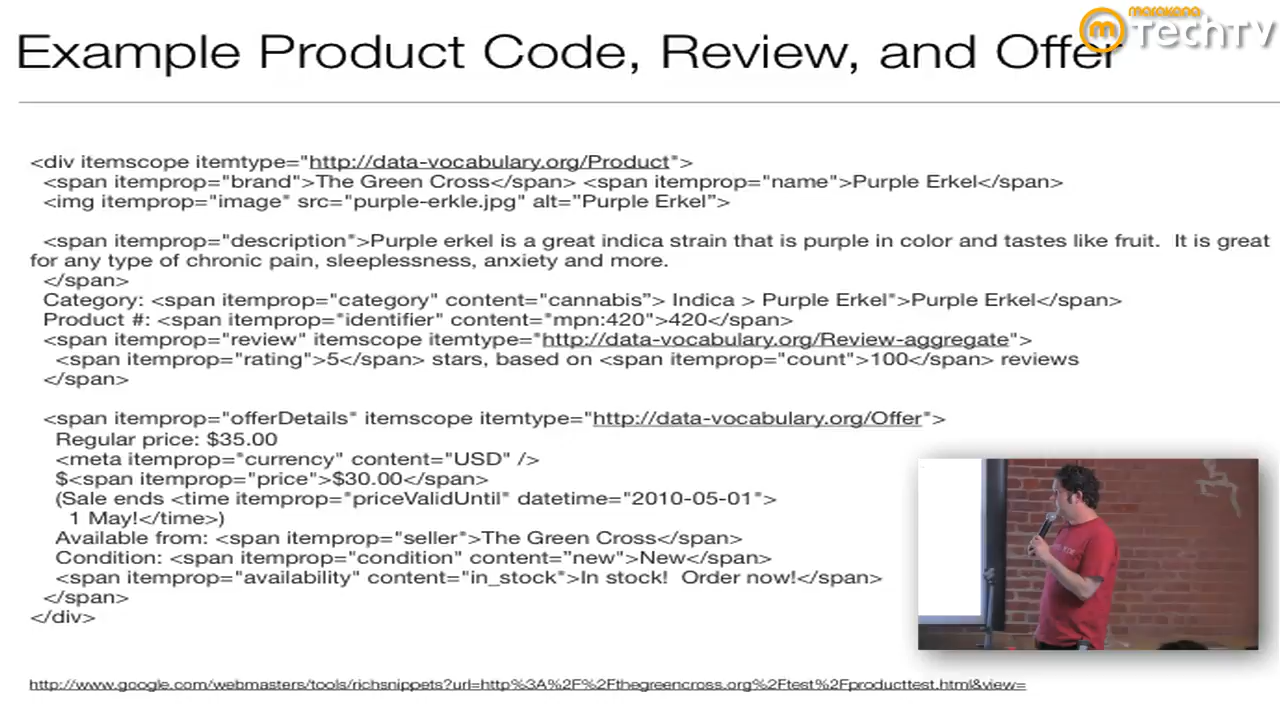 marakana
TechTV
Example Product Code, Review, and Offer
<div itemscope itemtype="http://data-vocabulary.org/Product">
<span itemprop="brand">The Green Cross</span> <span itemprop="name">Purple Erkel</span>
<img itemprop="image" src="purple-erkle.jpg" alt="Purple Erkel">
<span itemprop="description">Purple erkel is a great indica strain that is purple in color and tastes like fruit.  It is great
for any type of chronic pain, sleeplessness, anxiety and more.
</span>
Category: <span itemprop="category" content="cannabis"> Indica > Purple Erkel">Purple Erkel</span>
Product #: <span itemprop="identifier" content="mpn:420">420</span>
<span itemprop="review" itemscope itemtype="http://data-vocabulary.org/Review-aggregate">
<span itemprop="rating">5</span> stars, based on <span itemprop="count">100</span> reviews
</span>
<span itemprop="offerDetails" itemscope itemtype="http://data-vocabulary.org/Offer">
Regular price: $35.00
<meta itemprop="currency" content="USD" />
$<span itemprop="price">$30.00</span>
(Sale ends <time itemprop="priceValidUntil" datetime="2010-05-01">
1 May!</time>)
Available from: <span itemprop="seller">The Green Cross</span>
Condition: <span itemprop="condition" content="new">New</span>
<span itemprop="availability" content="in_stock">In stock!  Order now!</span>
</span>
</div>
http://www.google.com/webmasters/tools/richsnippets?url=http%3A%2F%2Fthegreencross.org%2Ftest%2Fproducttest.html&view=